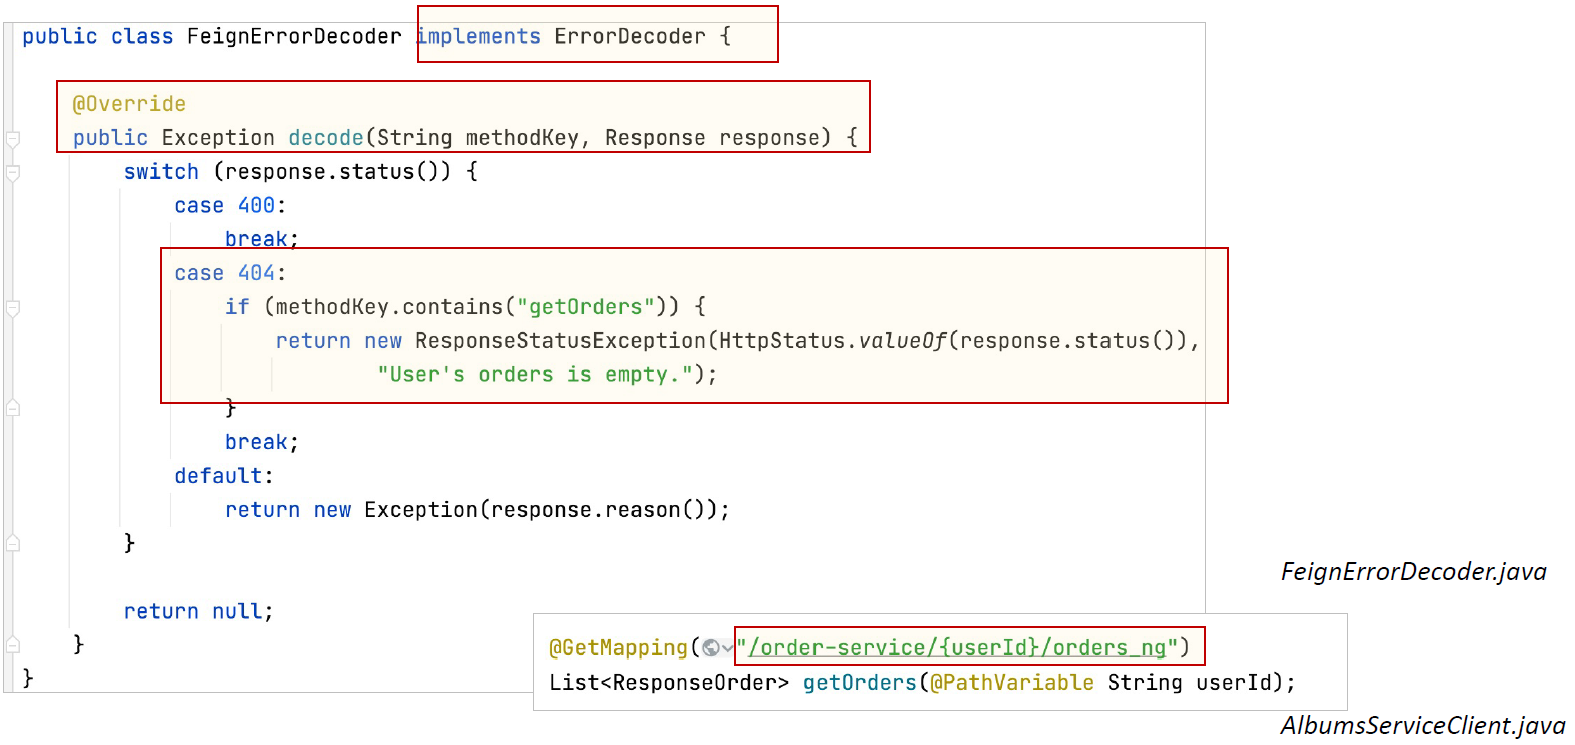 public class FeignErrorDecoder implements ErrorDecoder {
@Override
public Exception decode(String methodKey, Response response) {
switch (response.status()) {
case 400:
break;
case 404:
if (methodKey.contains("getOrders")) {
return new ResponseStatusException(HttpStatus.valueOf(response.status()),
"User's orders is empty.");
}
break;
default:
return new Exception(response.reason());
}
return null;
}
}
FeignErrorDecoder.java
@GetMapping("/order-service/{userId}/orders_ng")
List<ResponseOrder> getOrders(@PathVariable String userId);
AlbumsServiceClient.java